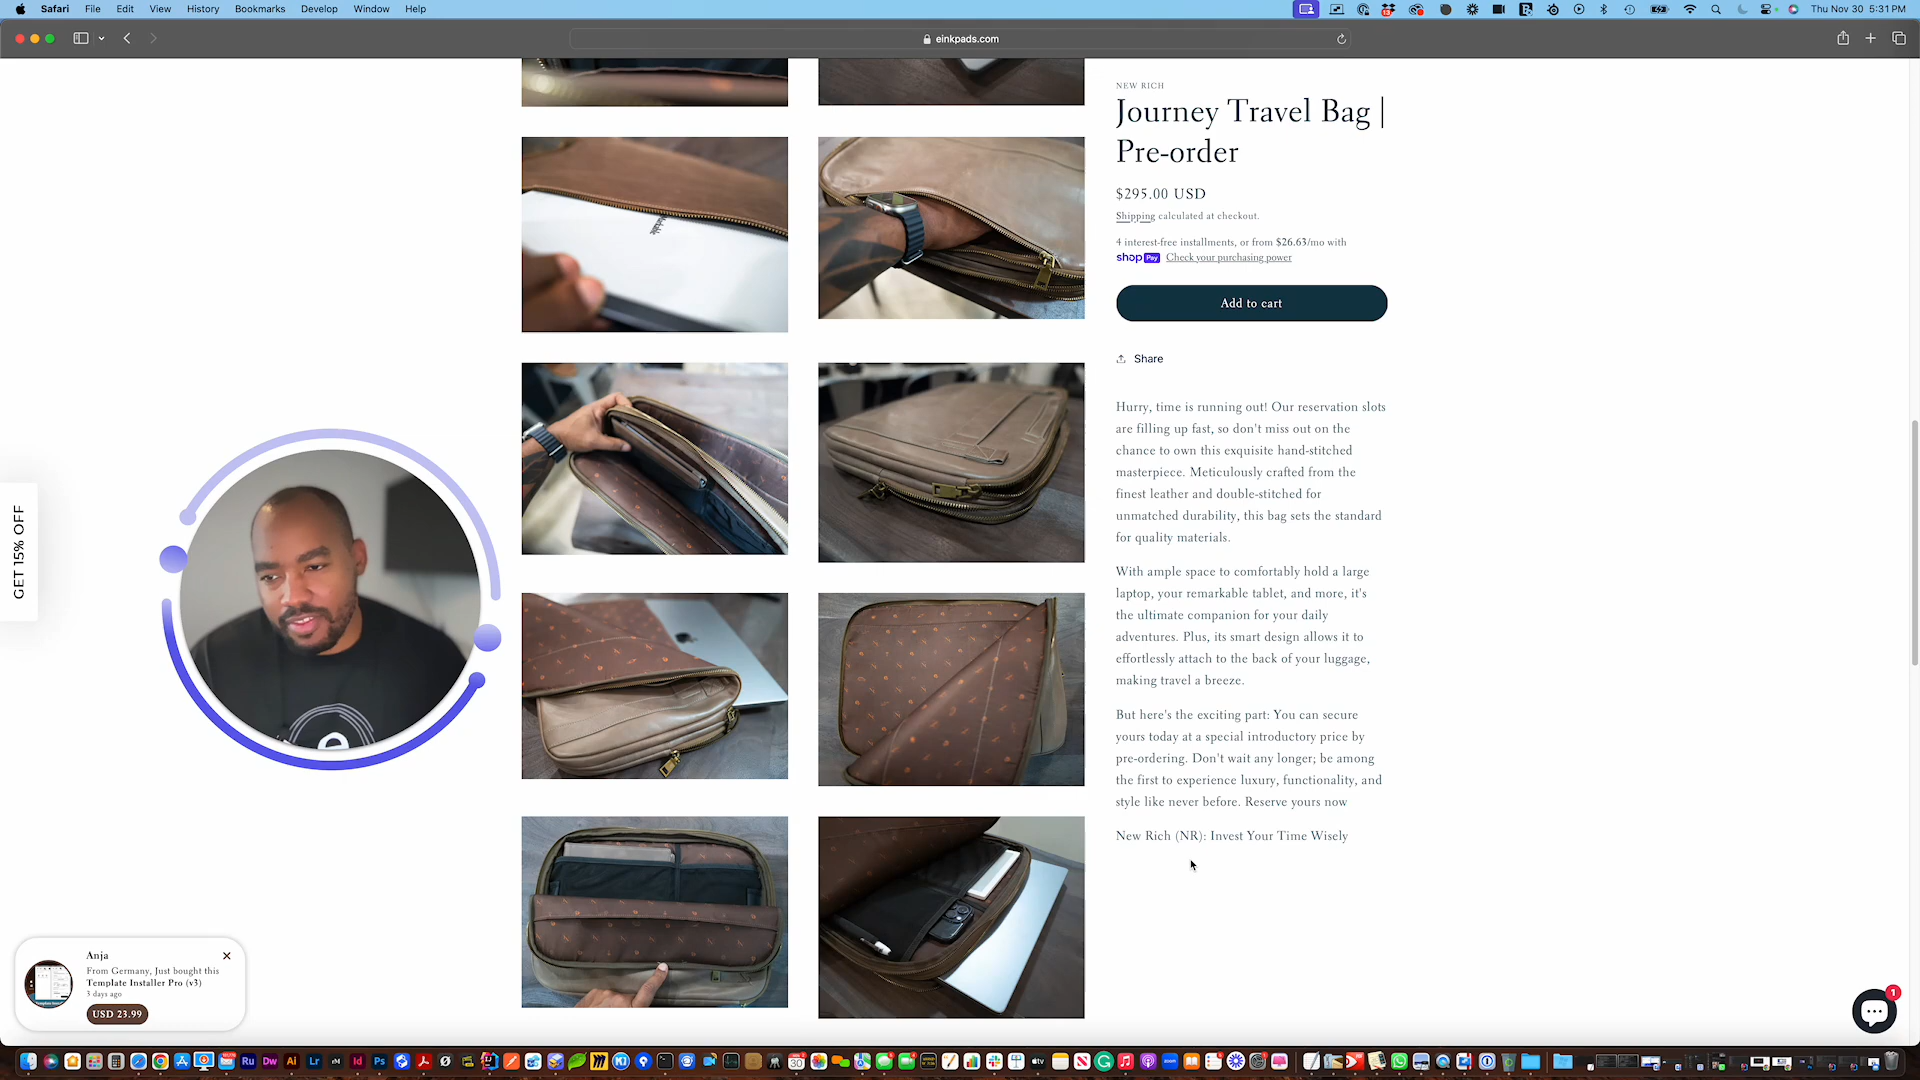 Safari File Edit View History Bookmarks Develop Window Help
Thu Nov 30 5:31 PM
einkpads.com
NEW RICH
Journey Travel Bag |
Pre-order
$295.00 USD
Shipping calculated at checkout.
4 interest-free installments, or from $26.63/mo with
shop Pay Check your purchasing power
Add to cart
Share
Hurry, time is running out! Our reservation slots
are filling up fast, so don't miss out on the
chance to own this exquisite hand-stitched
masterpiece. Meticulously crafted from the
finest leather and double-stitched for
unmatched durability, this bag sets the standard
for quality materials.
With ample space to comfortably hold a large
laptop, your remarkable tablet, and more, it's
the ultimate companion for your daily
adventures. Plus, its smart design allows it to
effortlessly attach to the back of your luggage,
making travel a breeze.
But here's the exciting part: You can secure
yours today at a special introductory price by
pre-ordering. Don't wait any longer; be among
the first to experience luxury, functionality, and
style like never before. Reserve yours now
New Rich (NR): Invest Your Time Wisely
GET 15% OFF
Anja
From Germany, Just bought this
Template Installer Pro (v3)
3 days ago
USD 23.99
1